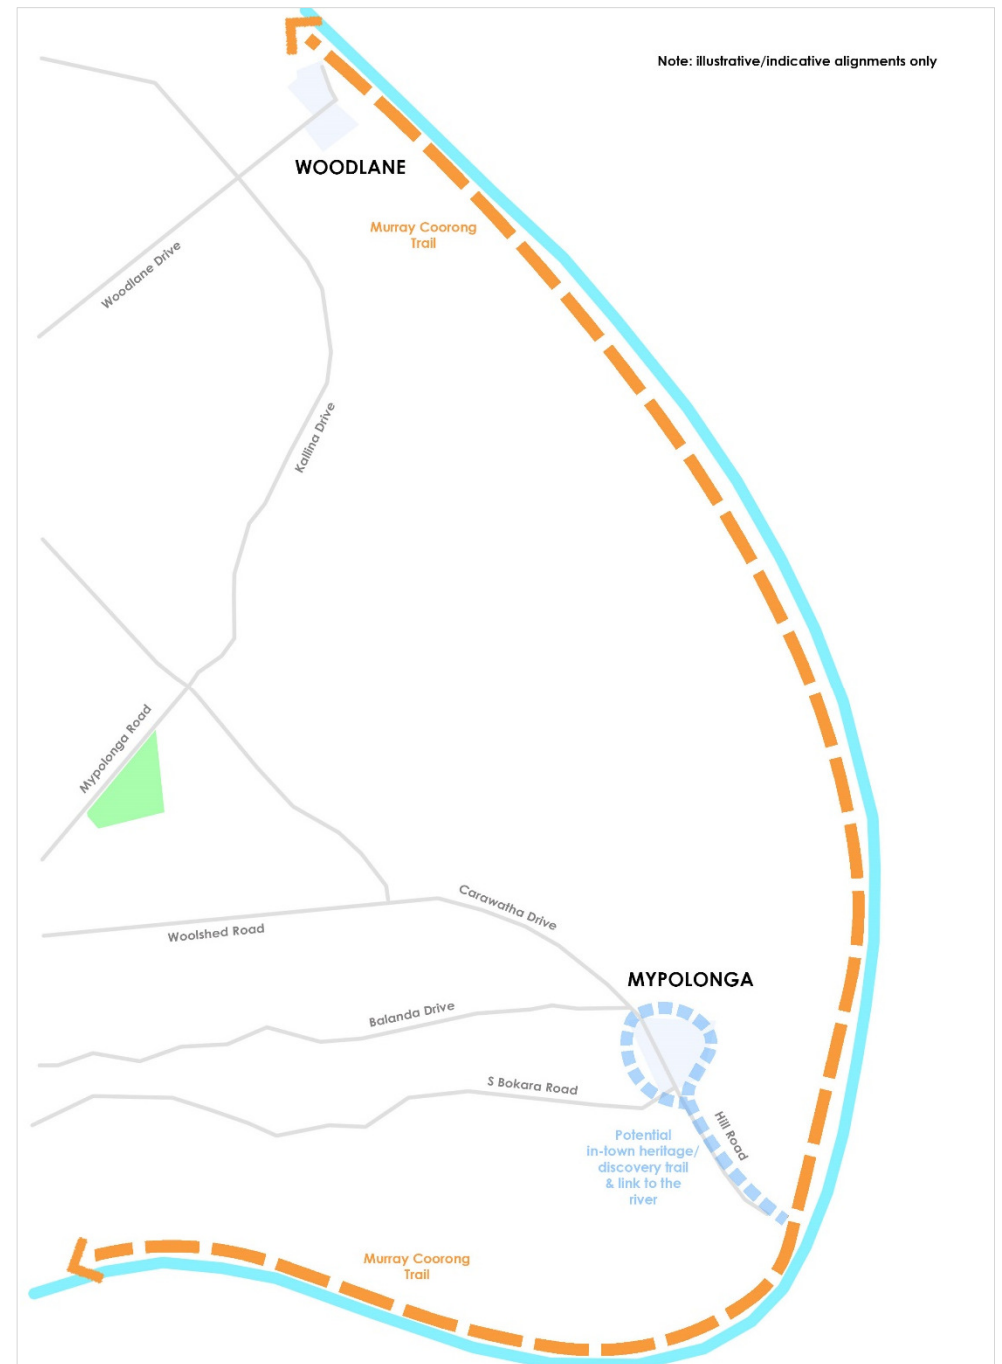 Note: illustrative/indicative alignments only
WOODLANE
Murray Coorong
Trail
Woodlane Drive
Kallina Drive
Mypolonga Road
Carawatha Drive
Woolshed Road
MYPOLONGA
Balanda Drive
S Bokara Road
Hill Road
Potential
in-town heritage/
discovery trail
& link to the
river
Murray Coorong
Trail